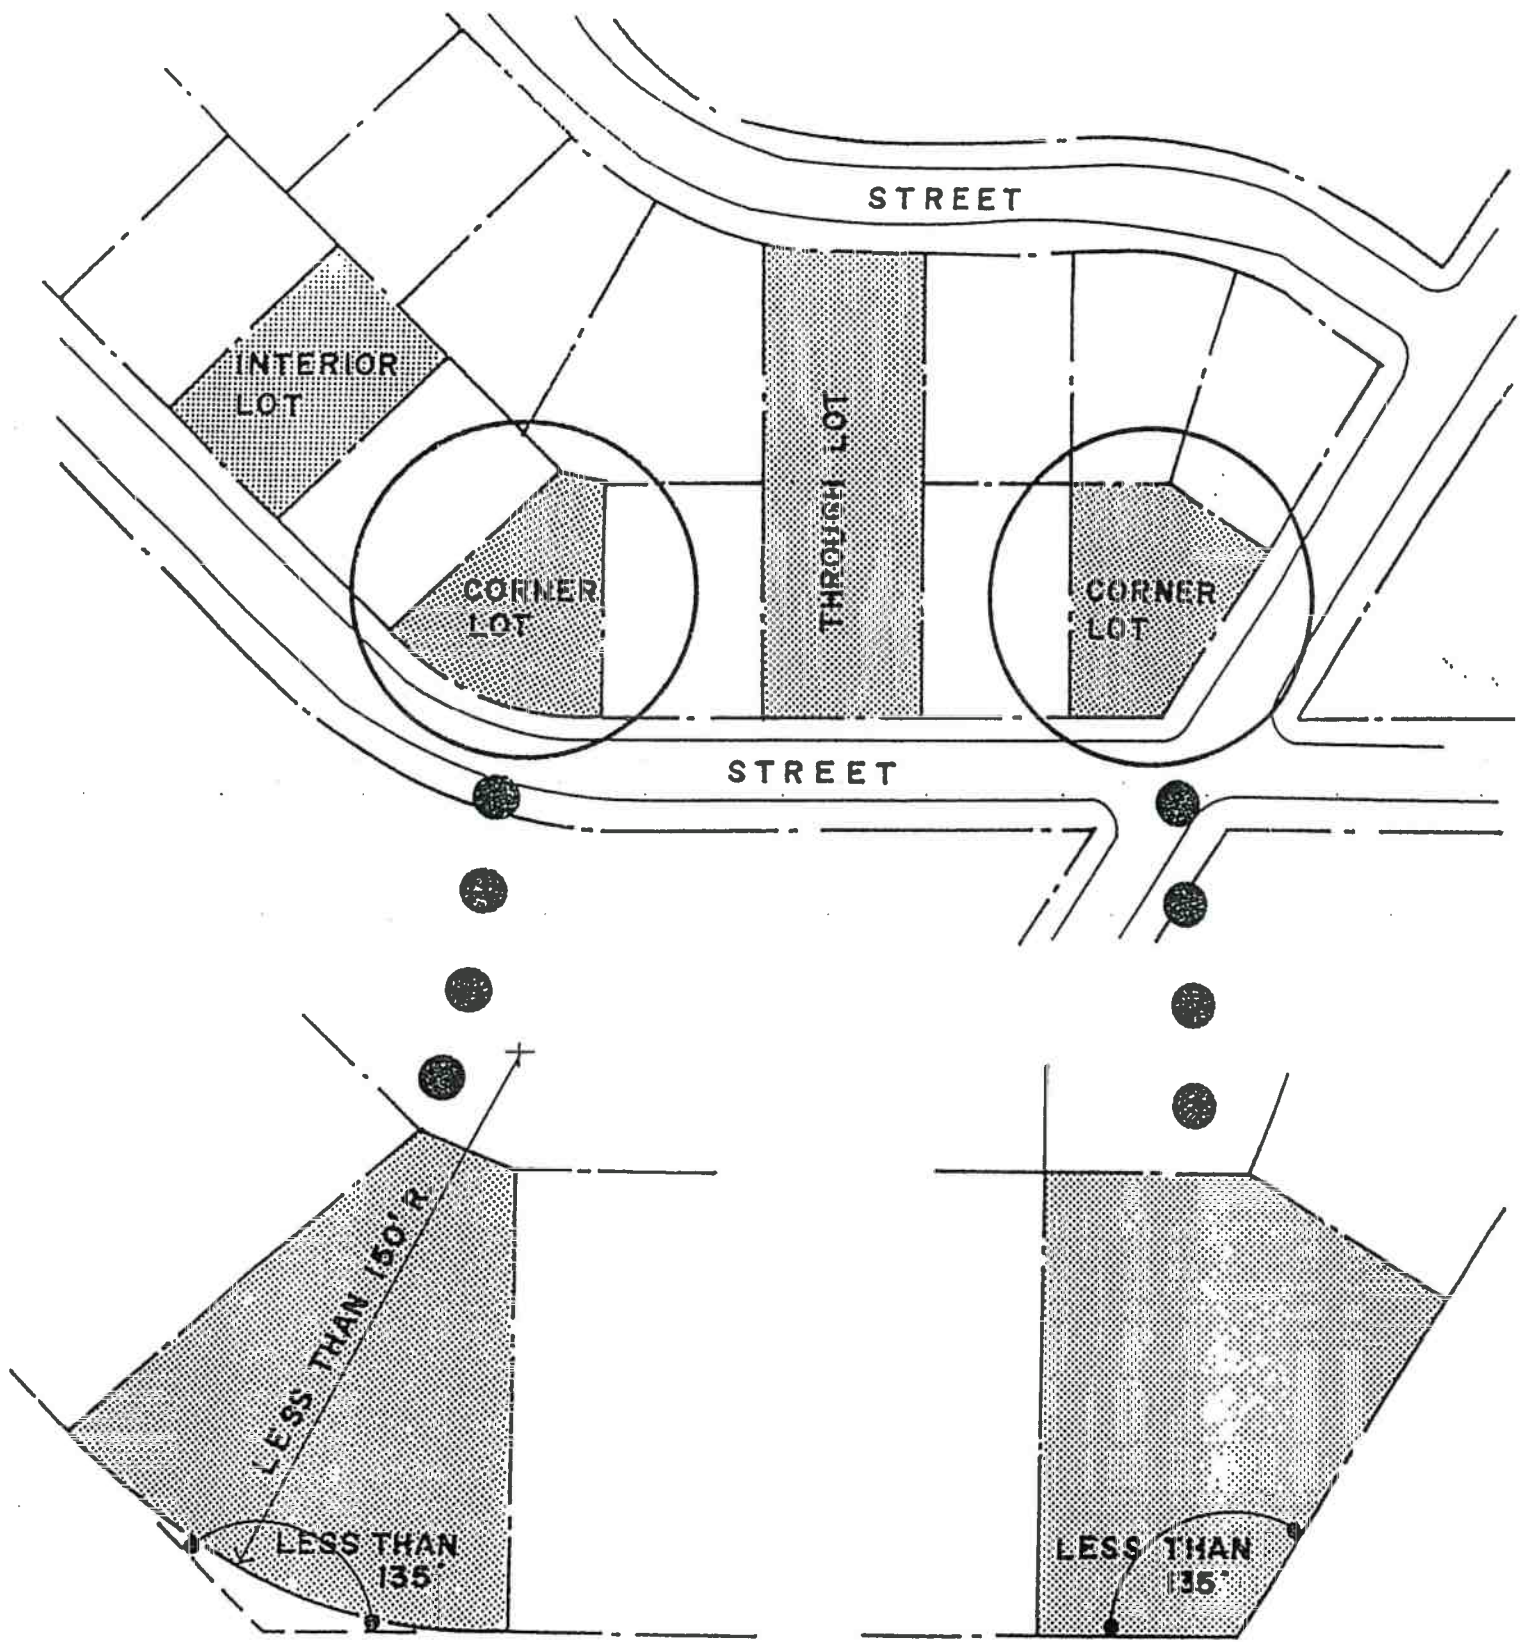 STREET
INTERIOR
LOT
THROUGH LOT
CORNER
LOT
CORNER
LOT
STREET
LESS THAN 150' R
LESS THAN
135°
LESS THAN
135°